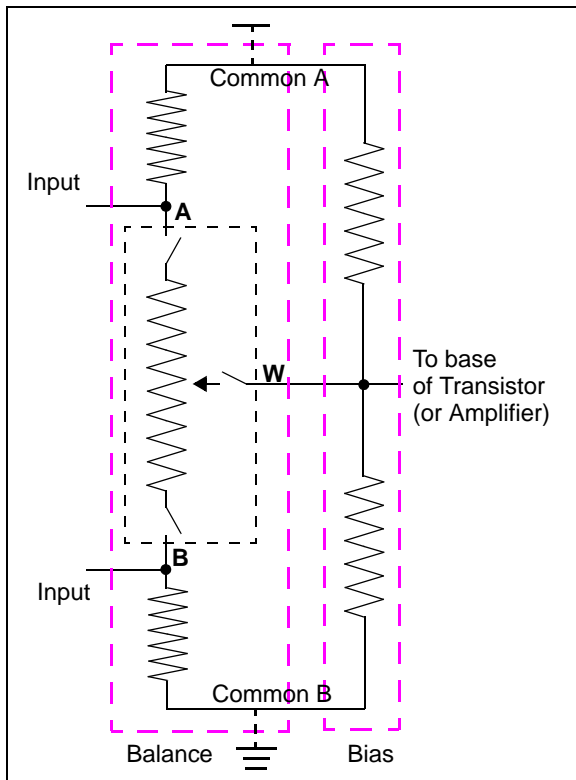 Common A
Input
A
To base
of Transistor
(or Amplifier)
W
B
Input
Common B
Balance
Bias